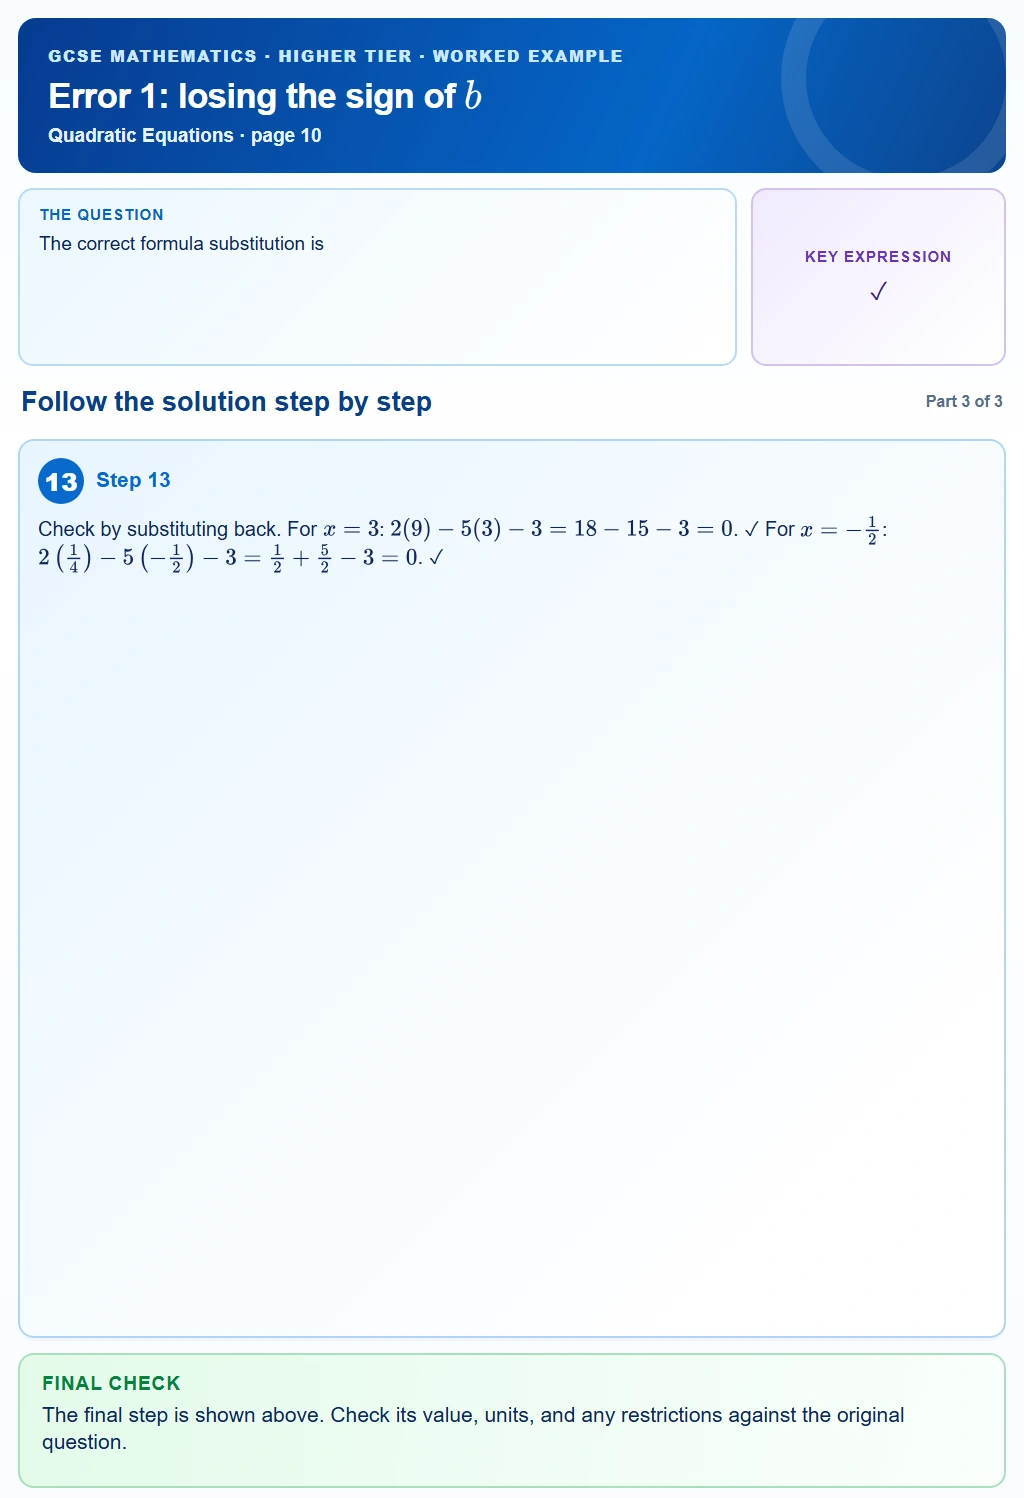 GCSE MATHEMATICS · HIGHER TIER · WORKED EXAMPLE
Error 1: losing the sign of b
Quadratic Equations · page 10
THE QUESTION
The correct formula substitution is
KEY EXPRESSION
✓
Follow the solution step by step
Part 3 of 3
13 Step 13
Check by substituting back. For x = 3: 2(9) − 5(3) − 3 = 18 − 15 − 3 = 0. ✓ For x = −1/2:
2(1/4) − 5(−1/2) − 3 = 1/2 + 5/2 − 3 = 0. ✓
FINAL CHECK
The final step is shown above. Check its value, units, and any restrictions against the original
question.